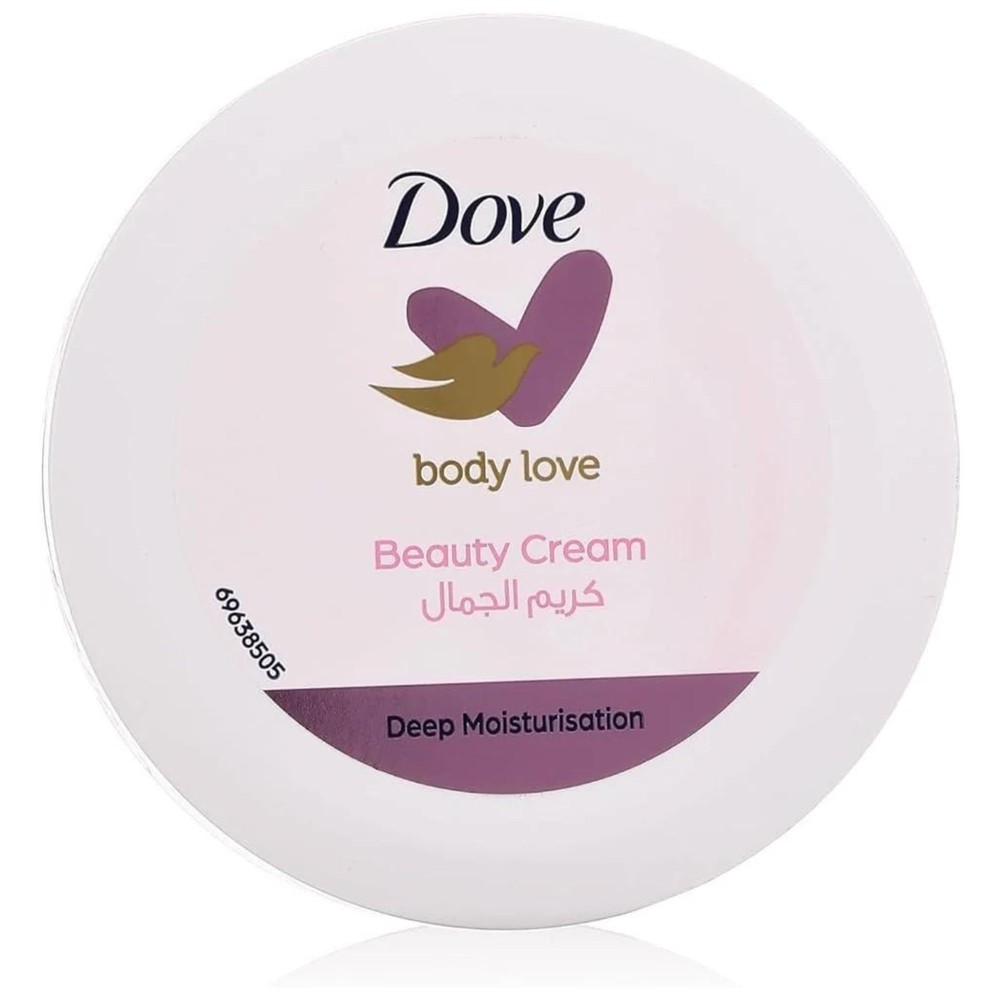 Dove
body love
Beauty Cream
كريم الجمال
69638505
Deep Moisturisation